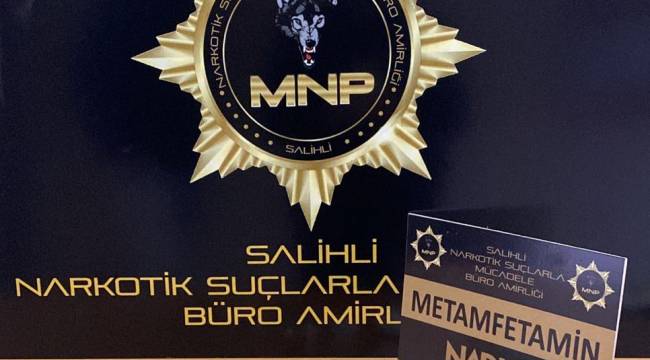 NARKOTİK SUÇ
BÜRO AMİRLİĞİ
MNP
SALİHLİ
SALİHLİ
NARKOTİK SUÇLARLA
BÜRO AMİRL
MNP
SALİHLİ
NARKOTİK SUÇLARLA
MÜCADELE
BÜRO AMİRLİĞİ
MNP
METAMFETAMİN